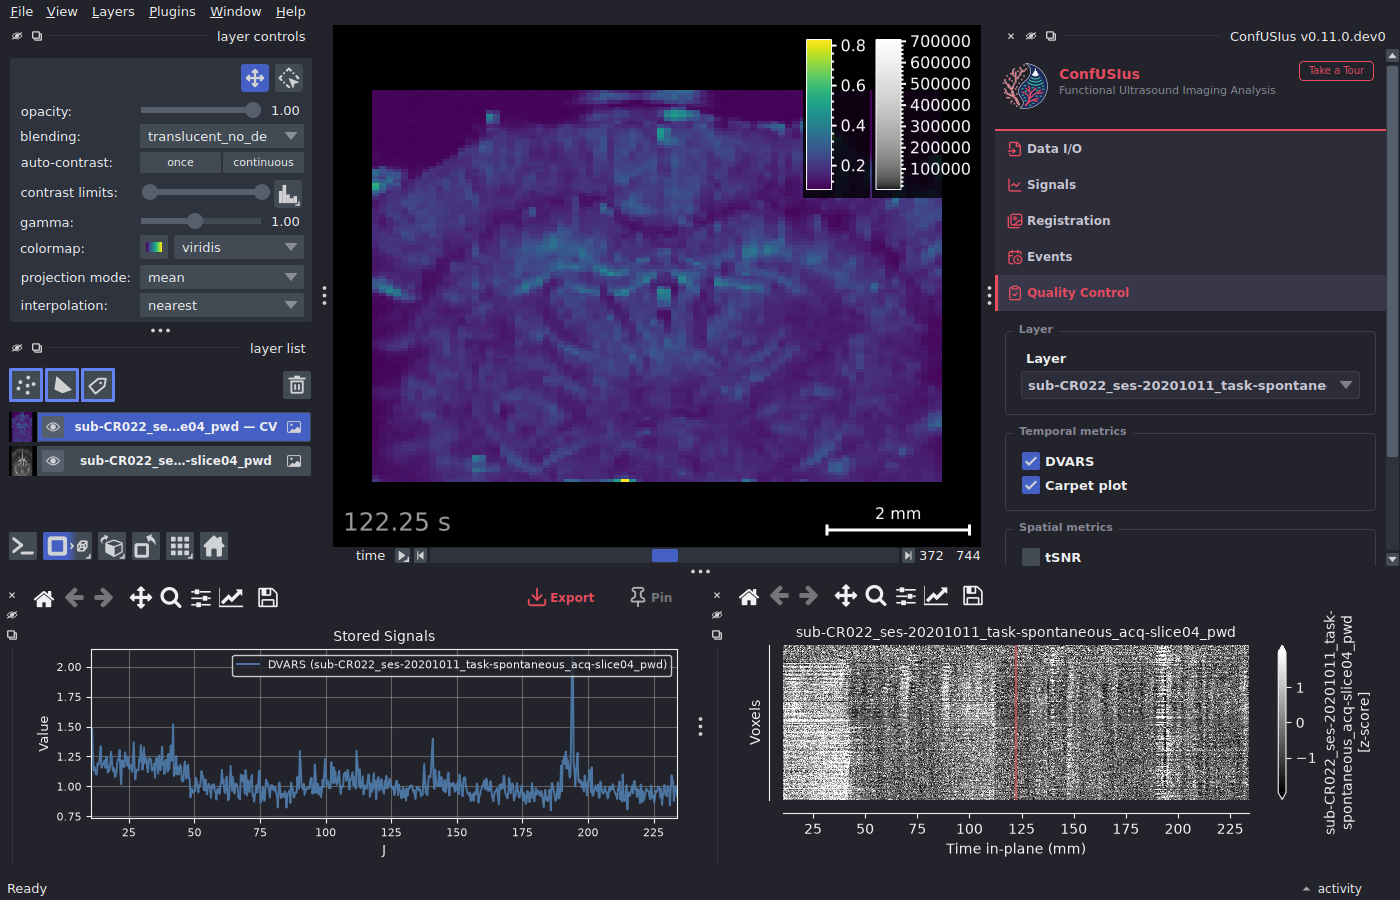 File View Layers Plugins Window Help
layer controls
opacity: 1.00
blending: translucent_no_de
auto-contrast: once continuous
contrast limits:
gamma: 1.00
colormap: viridis
projection mode: mean
interpolation: nearest
layer list
sub-CR022_se...e04_pwd — CV
sub-CR022_se...-slice04_pwd
0.8
0.6
0.4
0.2
700000
600000
500000
400000
300000
200000
100000
122.25 s
2 mm
time 372 744
ConfUSIus v0.11.0.dev0
ConfUSIus
Functional Ultrasound Imaging Analysis
Take a Tour
Data I/O
Signals
Registration
Events
Quality Control
Layer
Layer
sub-CR022_ses-20201011_task-spontane
Temporal metrics
DVARS
Carpet plot
Spatial metrics
tSNR
Export Pin
Stored Signals
DVARS (sub-CR022_ses-20201011_task-spontaneous_acq-slice04_pwd)
Value
2.00
1.75
1.50
1.25
1.00
0.75
25 50 75 100 125 150 175 200 225
J
sub-CR022_ses-20201011_task-spontaneous_acq-slice04_pwd
Voxels
25 50 75 100 125 150 175 200 225
Time in-plane (mm)
1
0
−1
sub-CR022_ses-20201011_task-
spontaneous_acq-slice04_pwd
[z-score]
Ready
activity